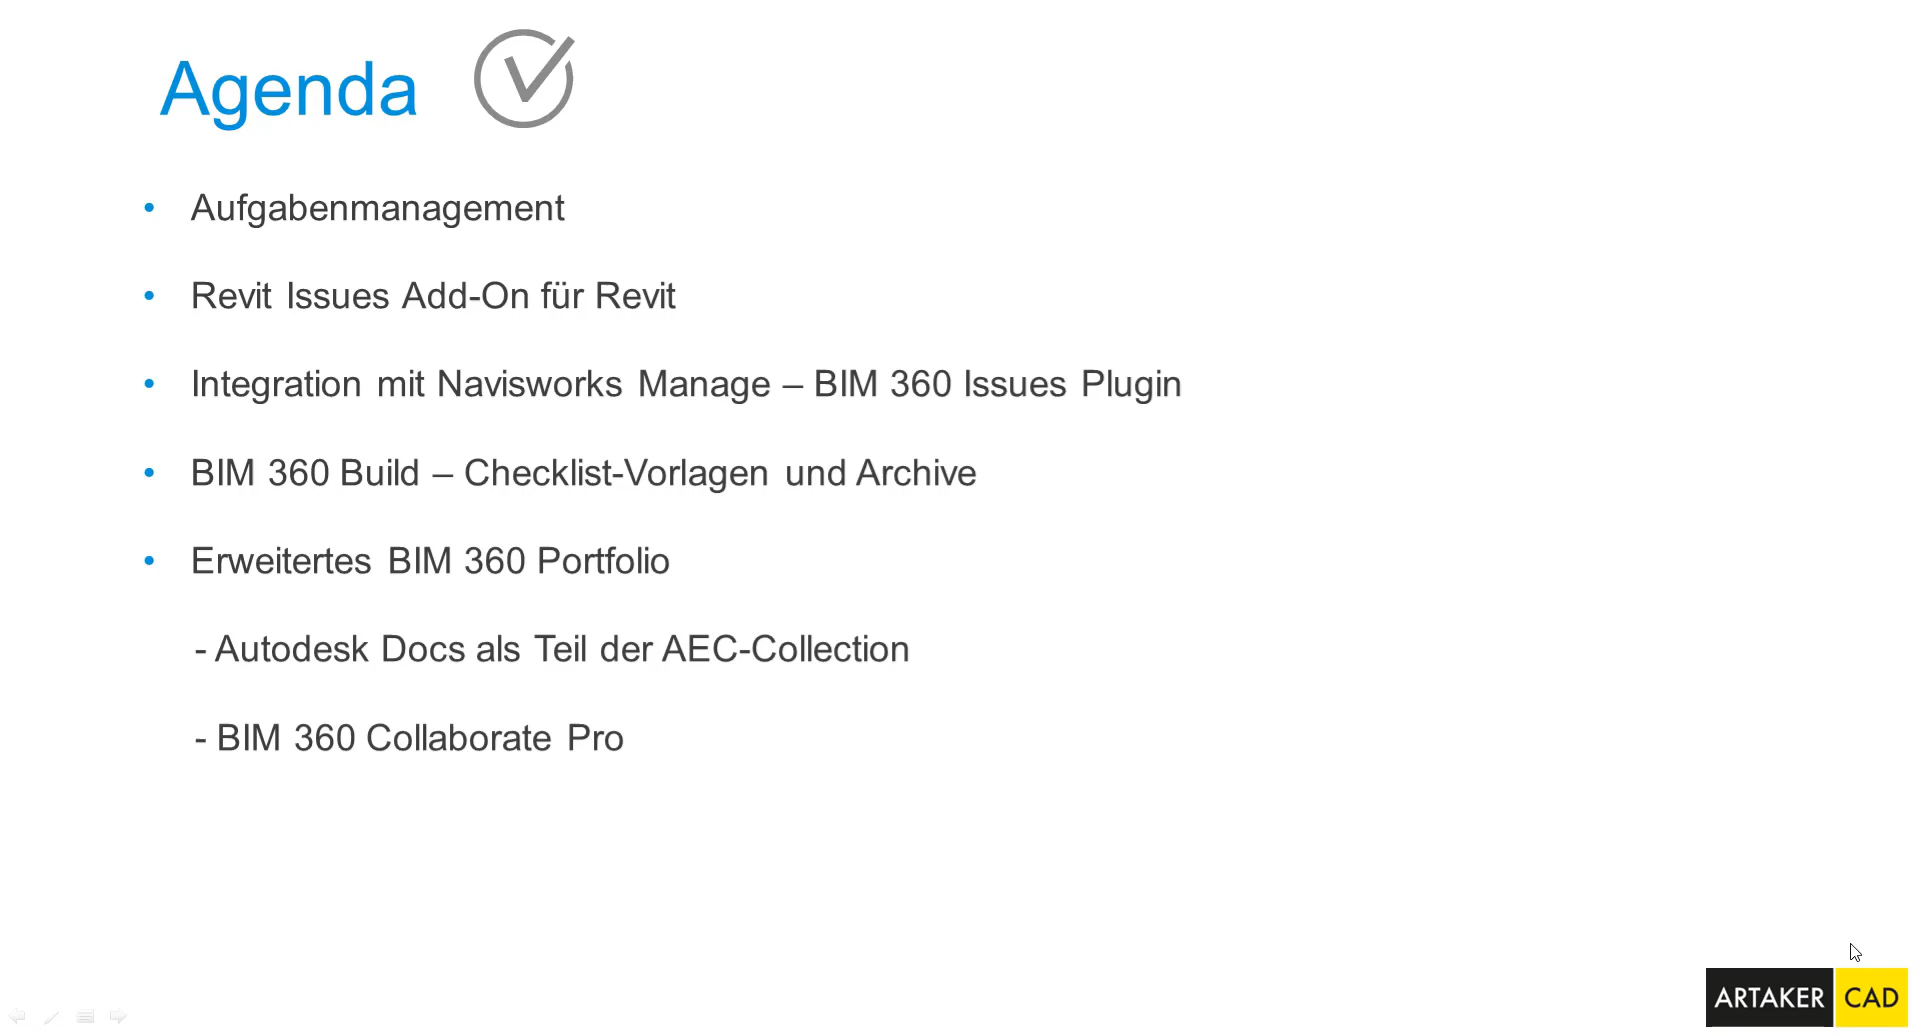 Agenda
• Aufgabenmanagement
• Revit Issues Add-On für Revit
• Integration mit Navisworks Manage – BIM 360 Issues Plugin
• BIM 360 Build – Checklist-Vorlagen und Archive
• Erweitertes BIM 360 Portfolio
- Autodesk Docs als Teil der AEC-Collection
- BIM 360 Collaborate Pro
ARTAKER CAD